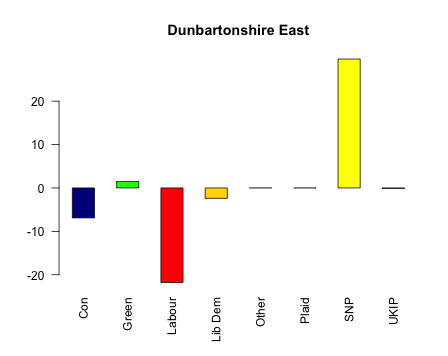 Dunbartonshire East
20
10
0
-10
-20
Con
Green
Labour
Lib Dem
Other
Plaid
SNP
UKIP